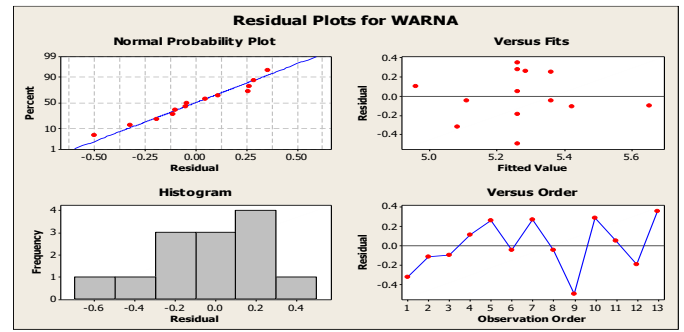 Residual Plots for WARNA
Normal Probability Plot
99
90
50
10
1
Percent
-0.50 -0.25 0.00 0.25 0.50
Residual
Versus Fits
0.4
0.2
0.0
-0.2
-0.4
Residual
5.0 5.2 5.4 5.6
Fitted Value
Histogram
4
3
2
1
0
Frequency
-0.6 -0.4 -0.2 0.0 0.2 0.4
Residual
Versus Order
0.4
0.2
0.0
-0.2
-0.4
Residual
1 2 3 4 5 6 7 8 9 10 11 12 13
Observation Order